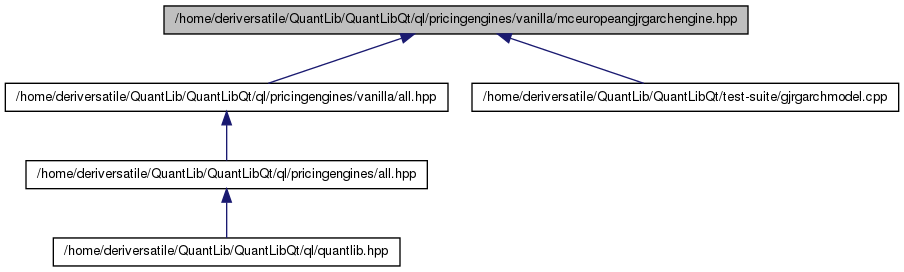 /home/deriversatile/QuantLib/QuantLibQt/ql/pricingengines/vanilla/mceuropeangjrgarchengine.hpp
/home/deriversatile/QuantLib/QuantLibQt/ql/pricingengines/vanilla/all.hpp
/home/deriversatile/QuantLib/QuantLibQt/test-suite/gjrgarchmodel.cpp
/home/deriversatile/QuantLib/QuantLibQt/ql/pricingengines/all.hpp
/home/deriversatile/QuantLib/QuantLibQt/ql/quantlib.hpp